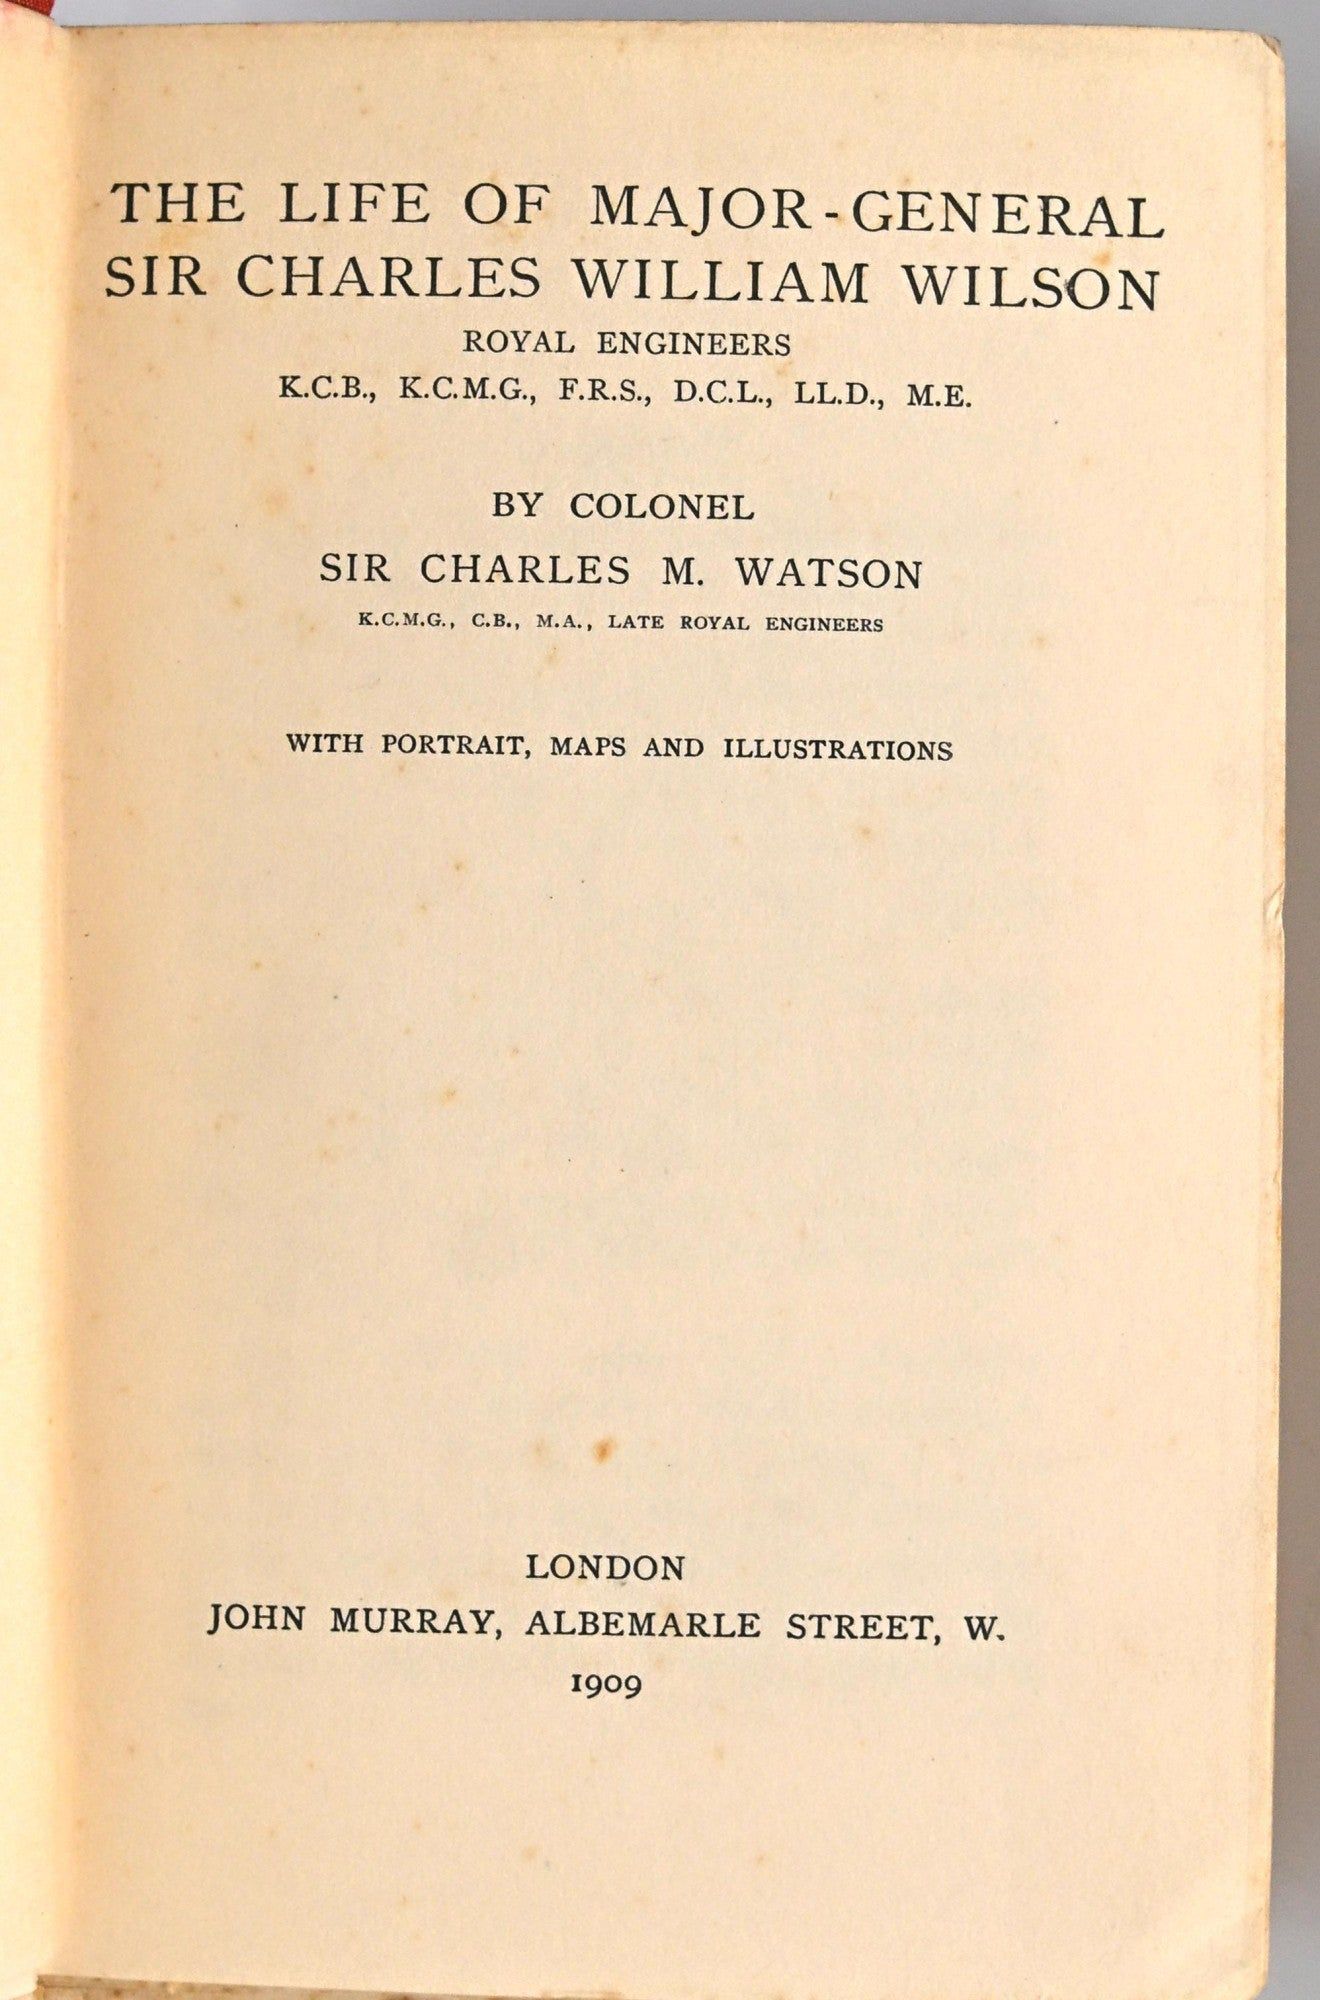 THE LIFE OF MAJOR-GENERAL
SIR CHARLES WILLIAM WILSON
ROYAL ENGINEERS
K.C.B., K.C.M.G., F.R.S., D.C.L., LL.D., M.E.
BY COLONEL
SIR CHARLES M. WATSON
K.C.M.G., C.B., M.A., LATE ROYAL ENGINEERS
WITH PORTRAIT, MAPS AND ILLUSTRATIONS
LONDON
JOHN MURRAY, ALBEMARLE STREET, W.
1909